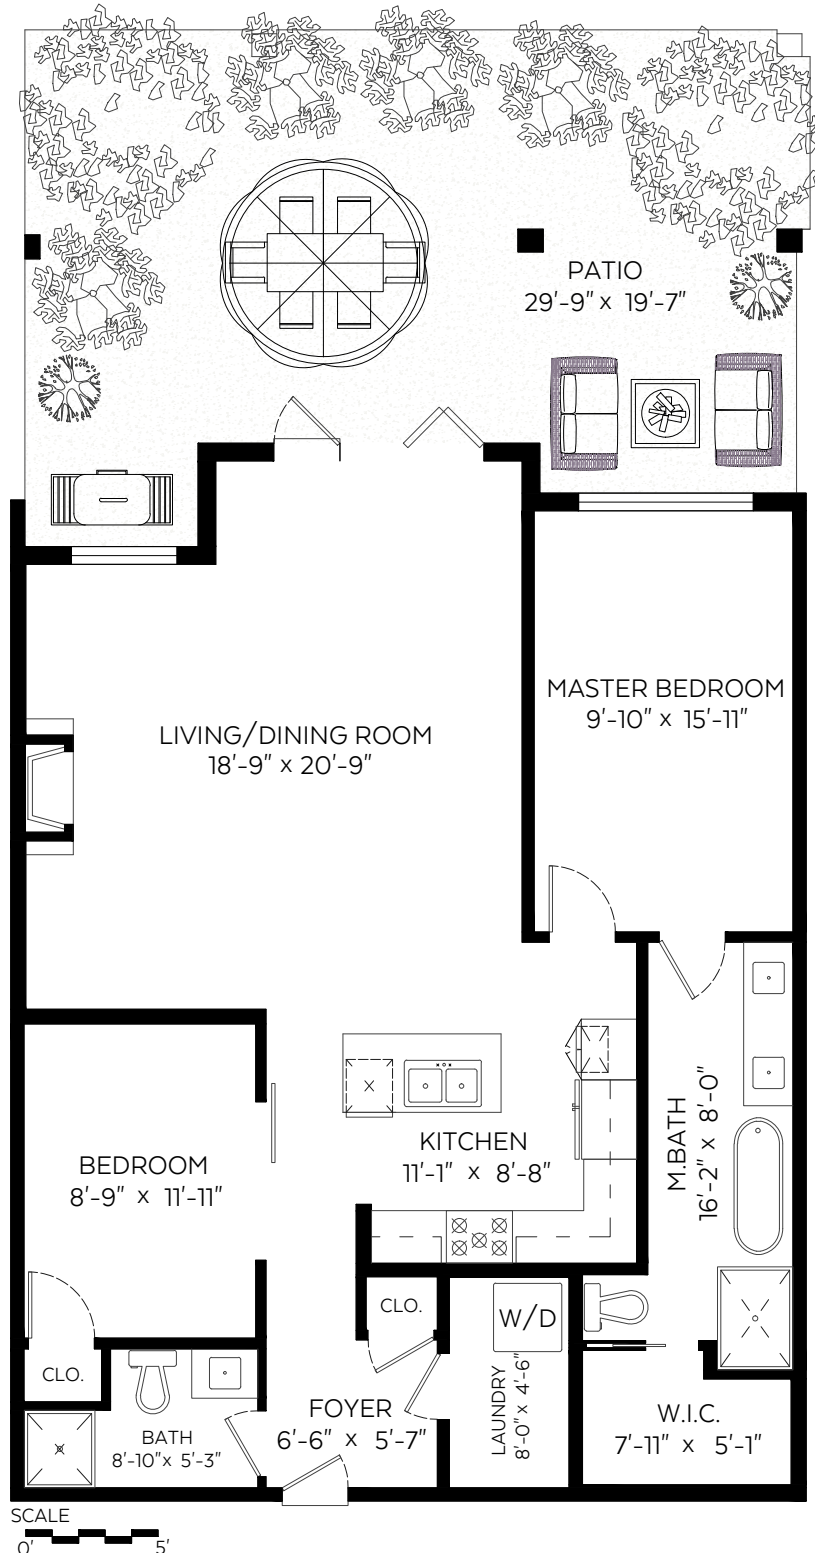 PATIO
29'-9" x 19'-7"
MASTER BEDROOM
9'-10" x 15'-11"
LIVING/DINING ROOM
18'-9" x 20'-9"
X
KITCHEN
11'-1" x 8'-8"
M.BATH
16'-2" x 8'-0"
BEDROOM
8'-9" x 11'-11"
CLO.
W/D
LAUNDRY
8'-0" x 4'-6"
CLO.
FOYER
6'-6" x 5'-7"
BATH
8'-10"x 5'-3"
W.I.C.
7'-11" x 5'-1"
SCALE
0' 5'